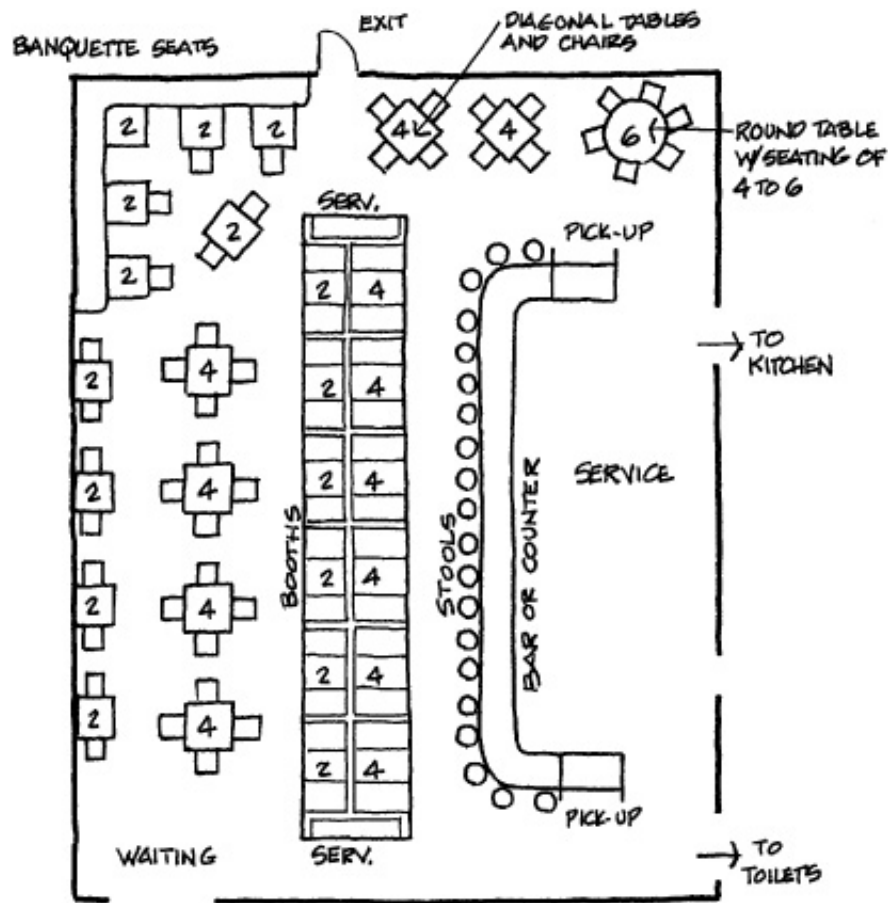 EXIT
DIAGONAL TABLES
AND CHAIRS
BANQUETTE SEATS
2
2
2
4
4
6
ROUND TABLE
W/SEATING OF
4 TO 6
2
2
SERV.
PICK-UP
2
2
4
TO
KITCHEN
2
4
2
4
2
4
2
4
SERVICE
BOOTHS
STOOLS
BAR OR COUNTER
2
4
2
4
2
4
2
4
2
4
2
4
2
4
PICK-UP
WAITING
SERV.
TO
TOILETS